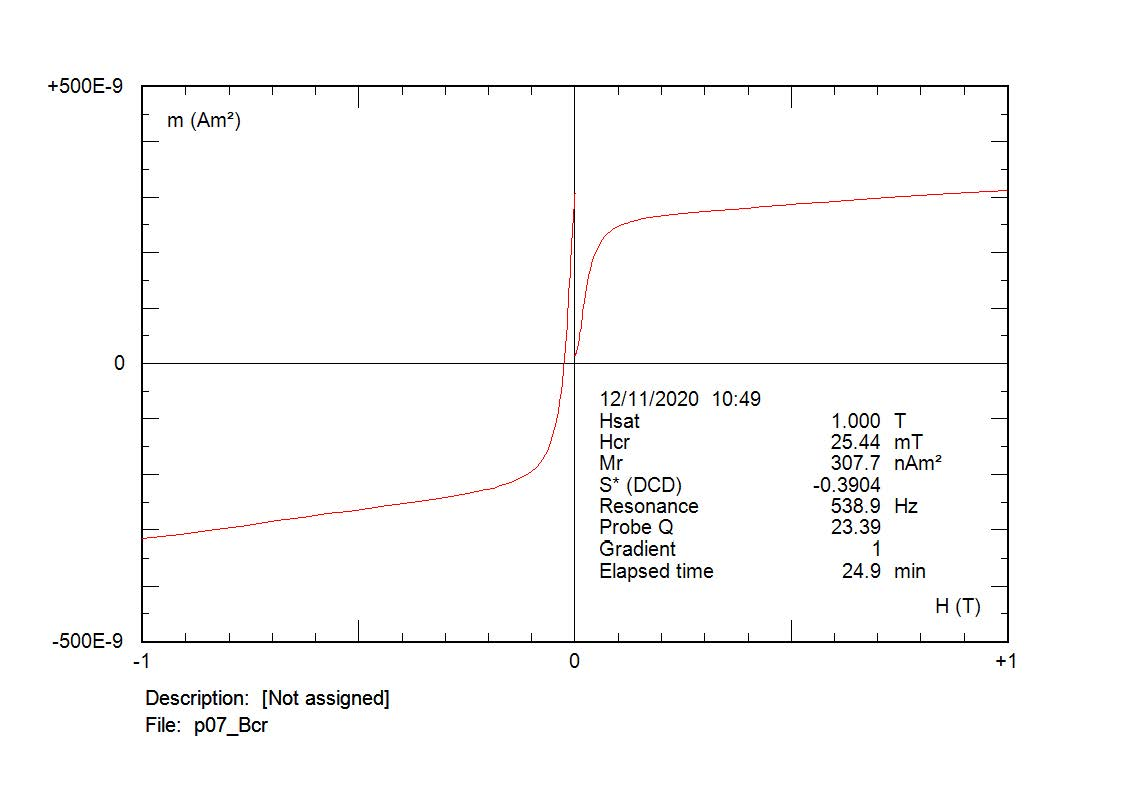 +500E-9
m (Am²)
0
12/11/2020 10:49
Hsat 1.000 T
Hcr 25.44 mT
Mr 307.7 nAm²
S* (DCD) -0.3904
Resonance 538.9 Hz
Probe Q 23.39
Gradient 1
Elapsed time 24.9 min
H (T)
-500E-9
-1 0 +1
Description: [Not assigned]
File: p07_Bcr